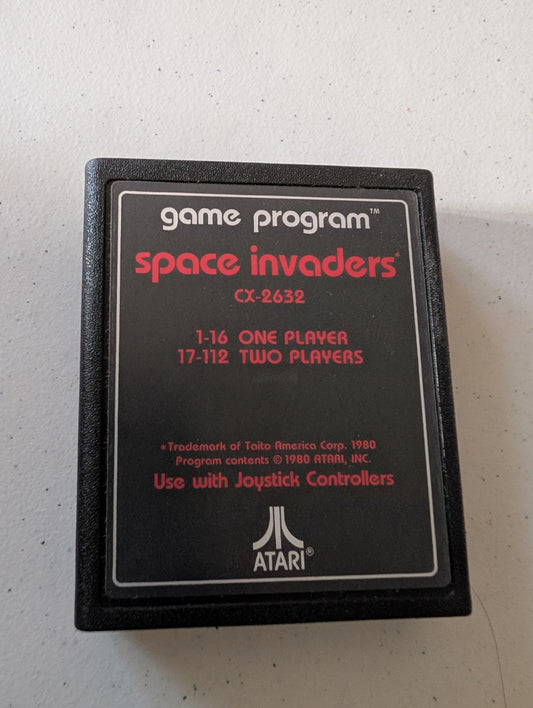 game program™
space invaders*
CX-2632
1-16 ONE PLAYER
17-112 TWO PLAYERS
*Trademark of Taito America Corp. 1980
Program contents © 1980 ATARI, INC.
Use with Joystick Controllers
ATARI®